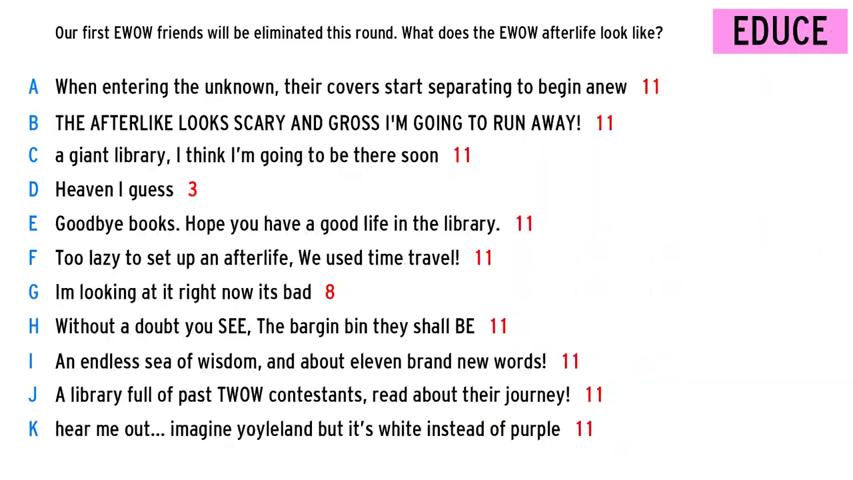 Our first EWOW friends will be eliminated this round. What does the EWOW afterlife look like?
EDUCE
A When entering the unknown, their covers start separating to begin anew 11
B THE AFTERLIKE LOOKS SCARY AND GROSS I'M GOING TO RUN AWAY! 11
C a giant library, I think I'm going to be there soon 11
D Heaven I guess 3
E Goodbye books. Hope you have a good life in the library. 11
F Too lazy to set up an afterlife, We used time travel! 11
G Im looking at it right now its bad 8
H Without a doubt you SEE, The bargin bin they shall BE 11
I An endless sea of wisdom, and about eleven brand new words! 11
J A library full of past TWOW contestants, read about their journey! 11
K hear me out... imagine yoyleland but it's white instead of purple 11